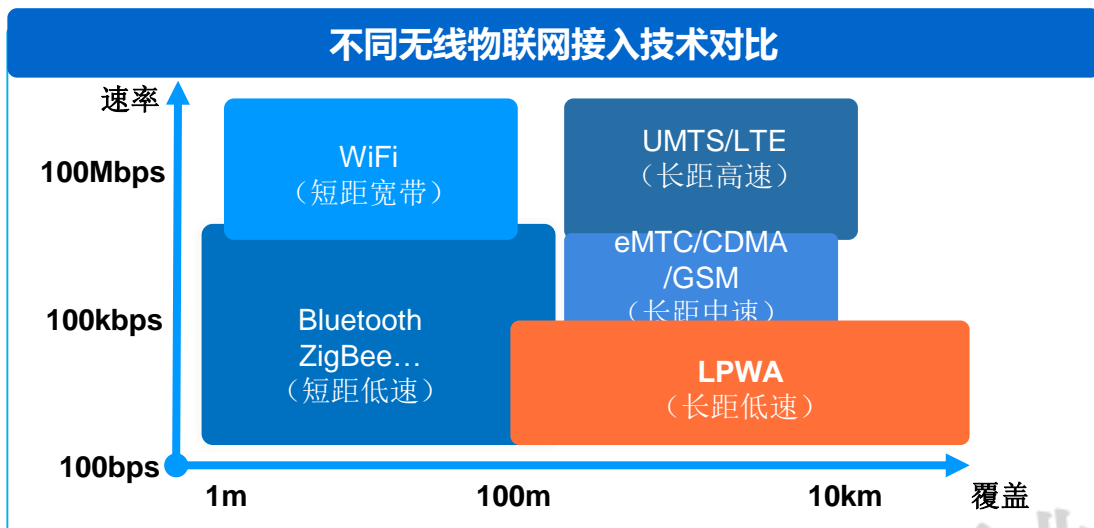 不同无线物联网接入技术对比
速率
100Mbps
100kbps
100bps
WiFi
（短距宽带）
UMTS/LTE
（长距高速）
eMTC/CDMA
/GSM
（长距中速）
Bluetooth
ZigBee…
（短距低速）
LPWA
（长距低速）
1m
100m
10km
覆盖